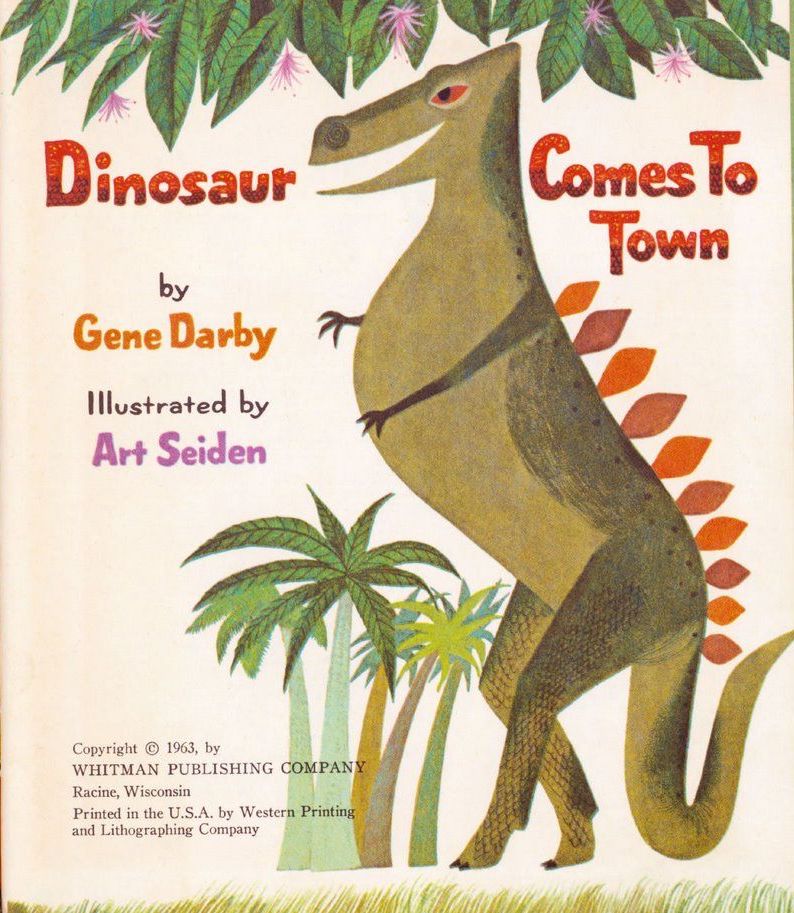 Dinosaur
Comes To
Town
by
Gene Darby
Illustrated by
Art Seiden
Copyright © 1963, by
WHITMAN PUBLISHING COMPANY
Racine, Wisconsin
Printed in the U.S.A. by Western Printing
and Lithographing Company